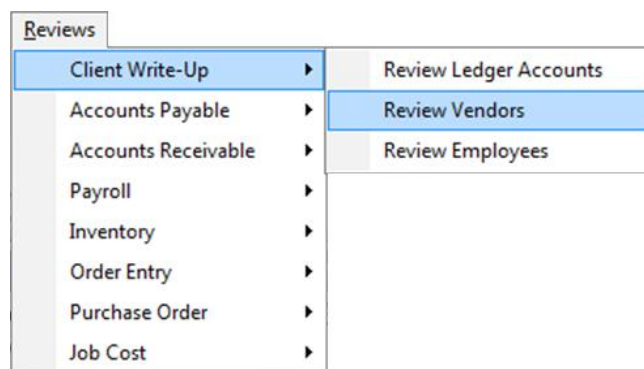 Reviews
Client Write-Up
Accounts Payable
Accounts Receivable
Payroll
Inventory
Order Entry
Purchase Order
Job Cost
Review Ledger Accounts
Review Vendors
Review Employees